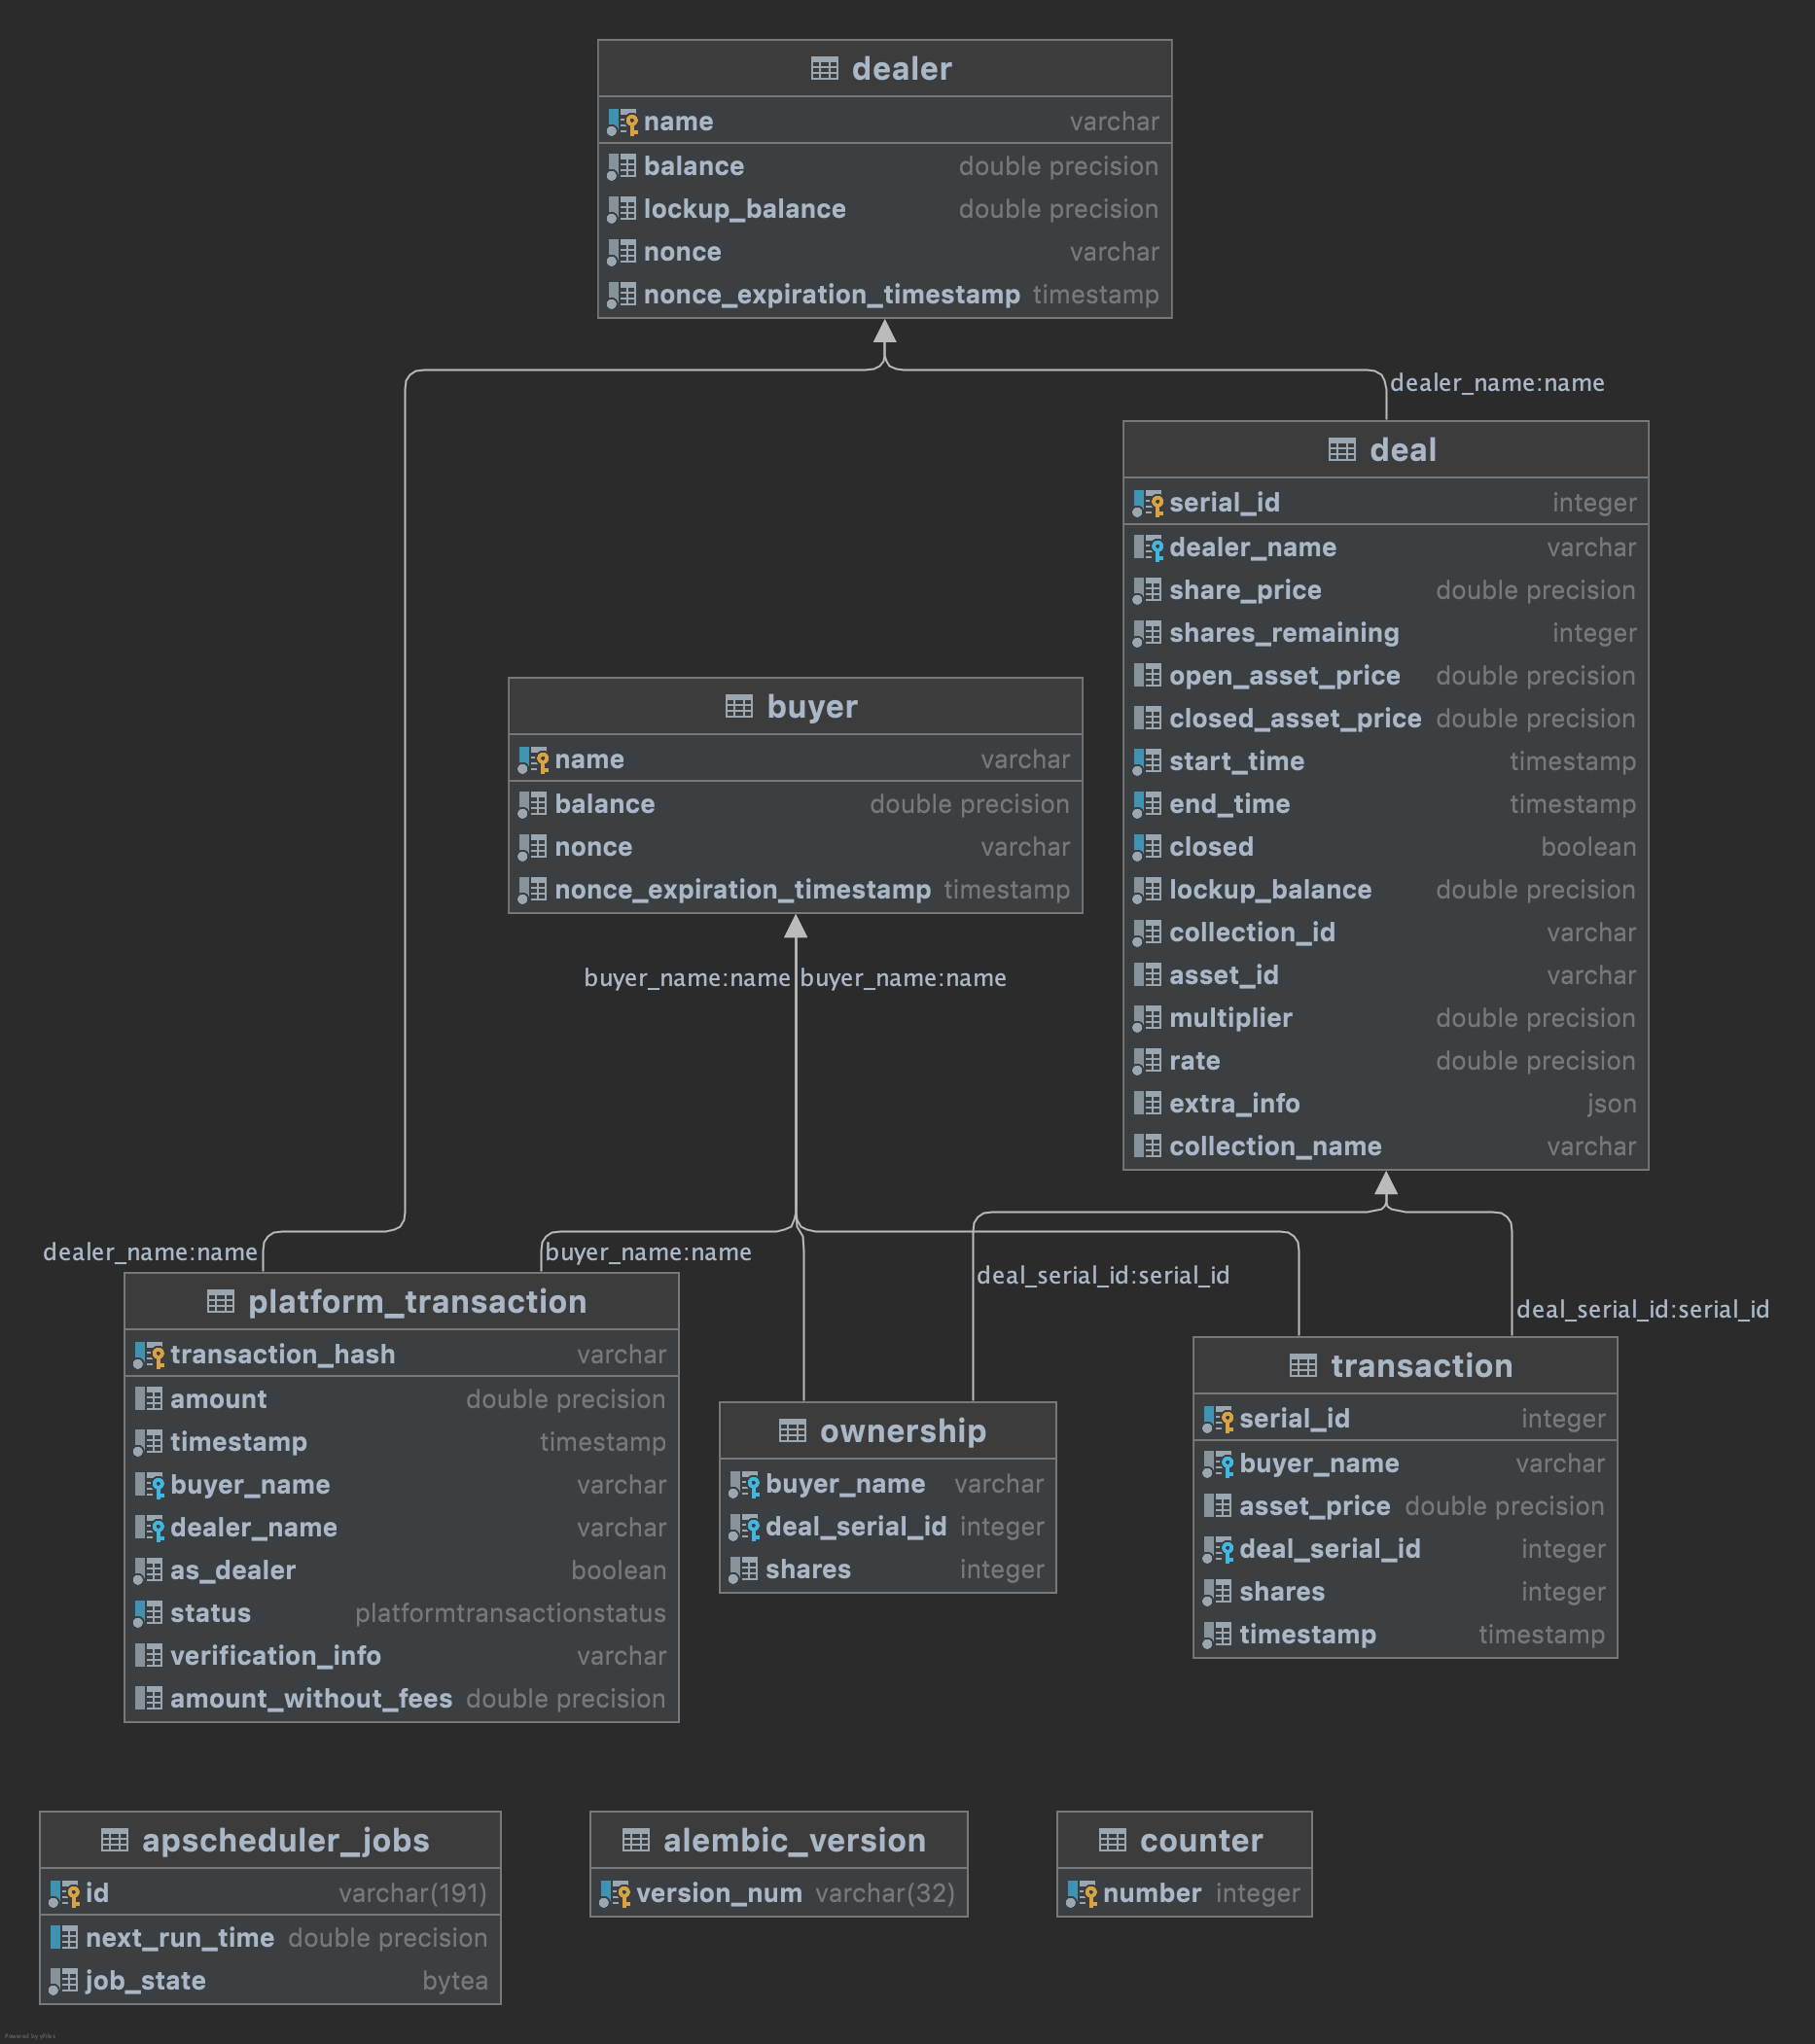 dealer
name varchar
balance double precision
lockup_balance double precision
nonce varchar
nonce_expiration_timestamp timestamp
dealer_name:name
deal
serial_id integer
dealer_name varchar
share_price double precision
shares_remaining integer
open_asset_price double precision
closed_asset_price double precision
start_time timestamp
end_time timestamp
closed boolean
lockup_balance double precision
collection_id varchar
asset_id varchar
multiplier double precision
rate double precision
extra_info json
collection_name varchar
buyer
name varchar
balance double precision
nonce varchar
nonce_expiration_timestamp timestamp
buyer_name:name buyer_name:name
dealer_name:name buyer_name:name
deal_serial_id:serial_id
deal_serial_id:serial_id
platform_transaction
transaction_hash varchar
amount double precision
timestamp timestamp
buyer_name varchar
dealer_name varchar
as_dealer boolean
status platformtransactionstatus
verification_info varchar
amount_without_fees double precision
ownership
buyer_name varchar
deal_serial_id integer
shares integer
transaction
serial_id integer
buyer_name varchar
asset_price double precision
deal_serial_id integer
shares integer
timestamp timestamp
apscheduler_jobs
id varchar(191)
next_run_time double precision
job_state bytea
alembic_version
version_num varchar(32)
counter
number integer
Powered by yFiles